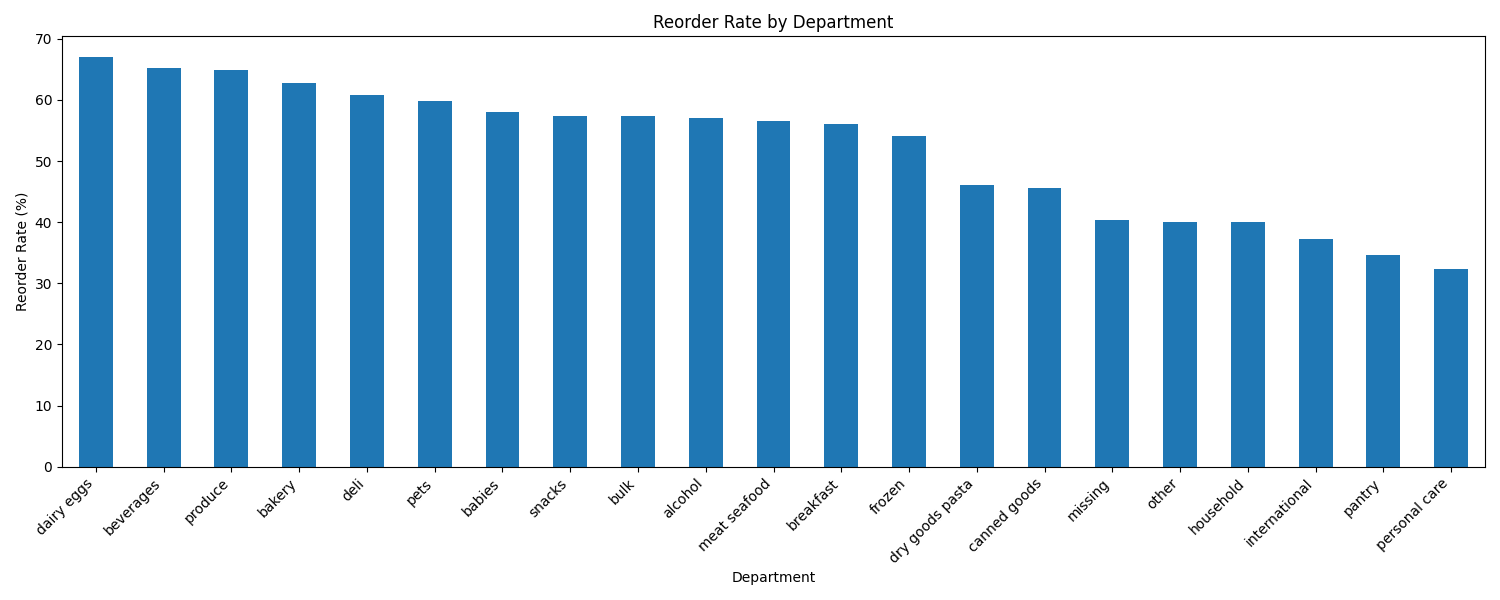 Reorder Rate by Department
Reorder Rate (%)
70
60
50
40
30
20
10
0
dairy eggs
beverages
produce
bakery
deli
pets
babies
snacks
bulk
alcohol
meat seafood
breakfast
frozen
dry goods pasta
canned goods
missing
other
household
international
pantry
personal care
Department